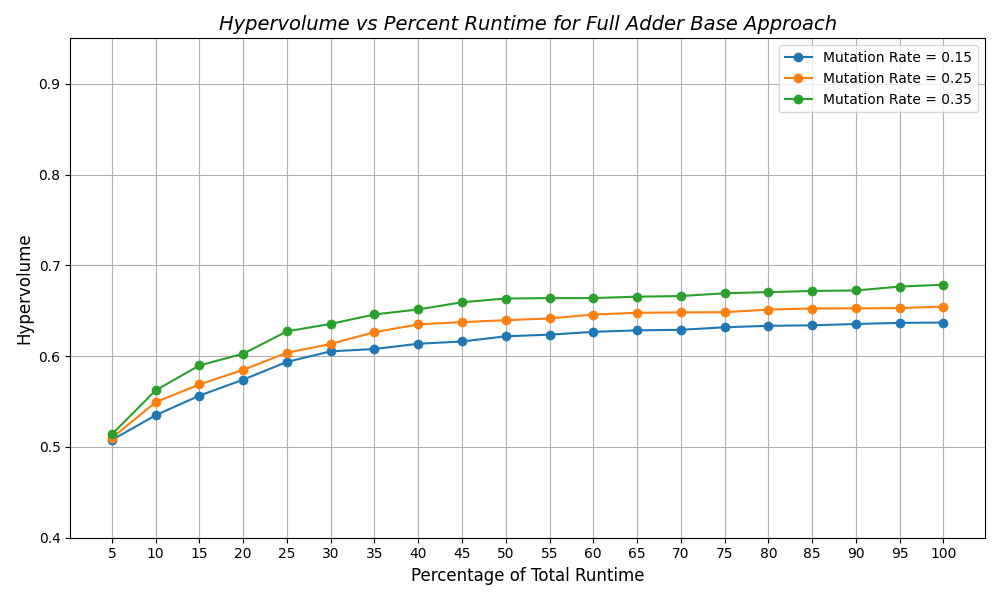 Hypervolume vs Percent Runtime for Full Adder Base Approach
Mutation Rate = 0.15
Mutation Rate = 0.25
Mutation Rate = 0.35
Hypervolume
0.9
0.8
0.7
0.6
0.5
0.4
5 10 15 20 25 30 35 40 45 50 55 60 65 70 75 80 85 90 95 100
Percentage of Total Runtime